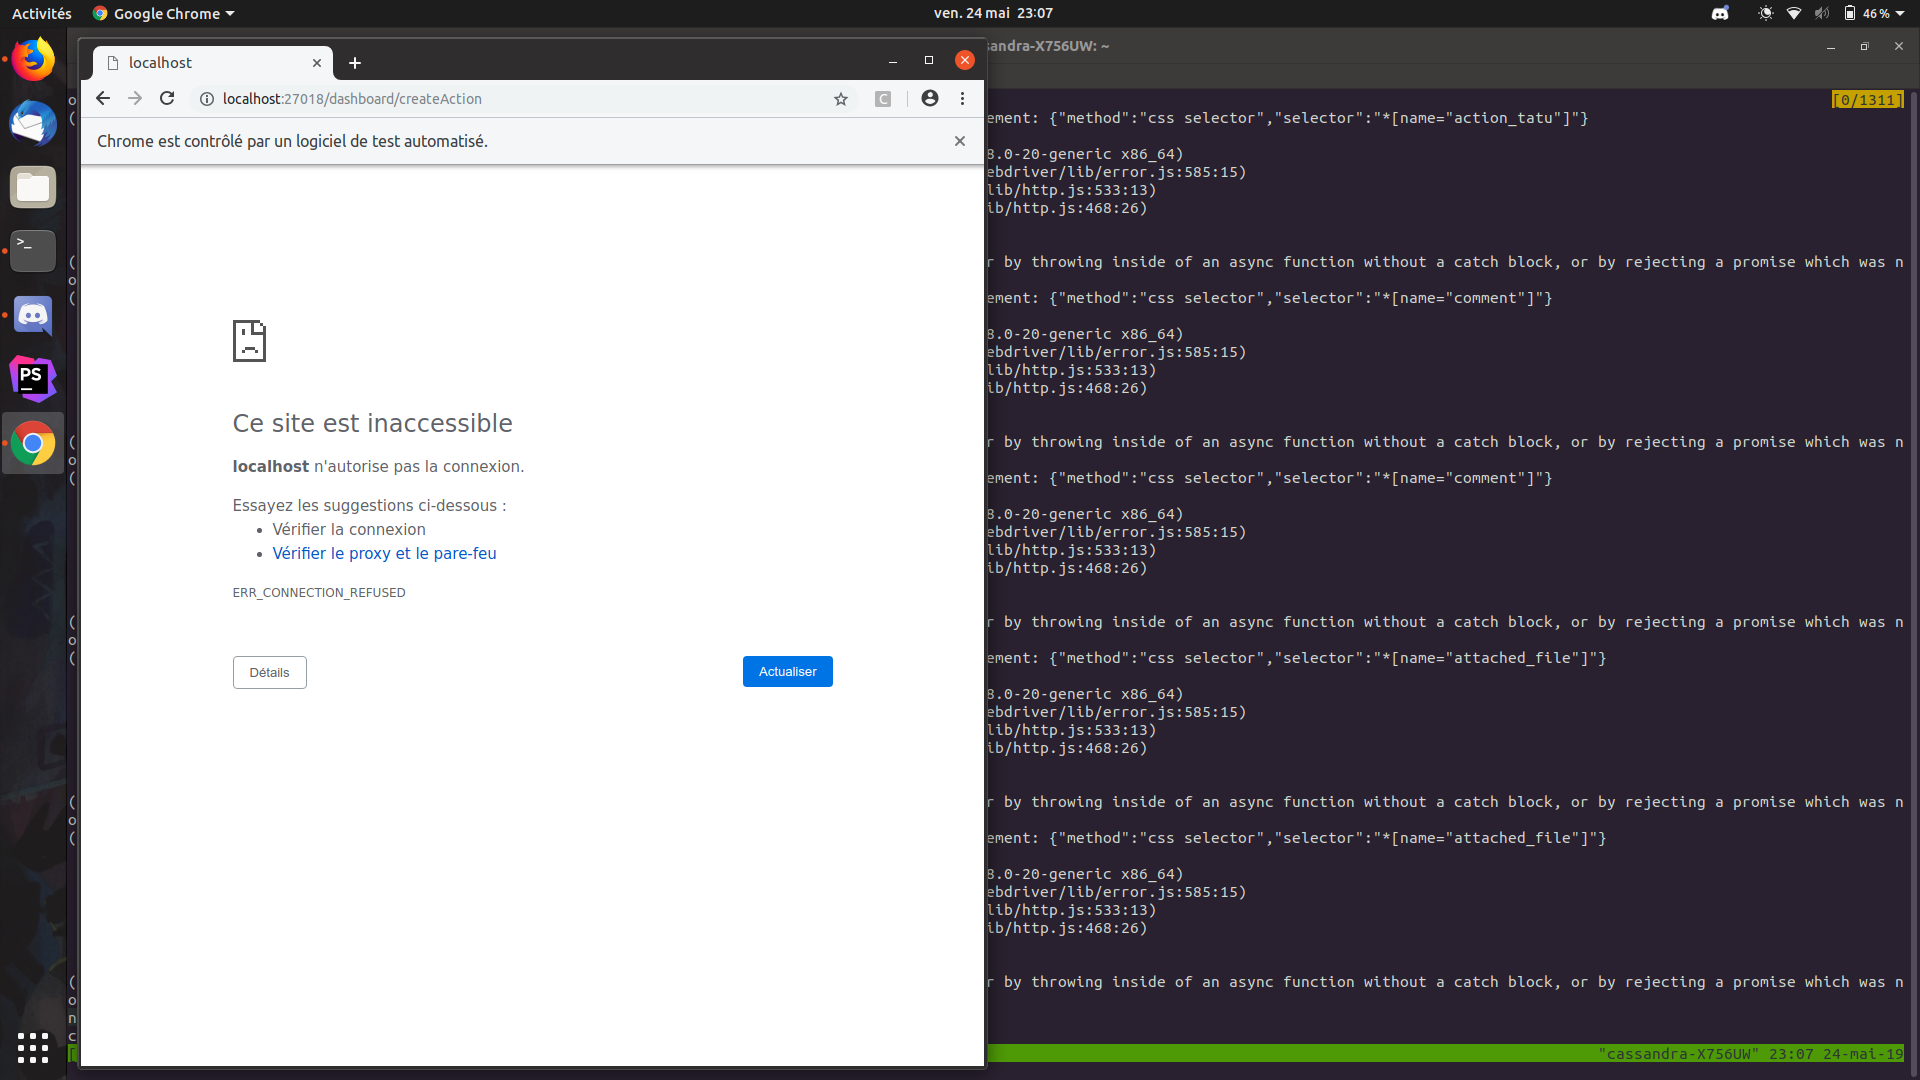 Activités
Google Chrome
ven. 24 mai 23:07
46 %
localhost
localhost:27018/dashboard/createAction
C
Chrome est contrôlé par un logiciel de test automatisé.
>_
PS
Ce site est inaccessible
localhost n'autorise pas la connexion.
Essayez les suggestions ci-dessous :
Vérifier la connexion
Vérifier le proxy et le pare-feu
ERR_CONNECTION_REFUSED
Détails
Actualiser
sandra-X756UW: ~
[0/1311]
ement: {"method":"css selector","selector":"*[name="action_tatu"]"}
8.0-20-generic x86_64)
ebdriver/lib/error.js:585:15)
lib/http.js:533:13)
ib/http.js:468:26)
r by throwing inside of an async function without a catch block, or by rejecting a promise which was n
ement: {"method":"css selector","selector":"*[name="comment"]"}
8.0-20-generic x86_64)
ebdriver/lib/error.js:585:15)
lib/http.js:533:13)
ib/http.js:468:26)
r by throwing inside of an async function without a catch block, or by rejecting a promise which was n
ement: {"method":"css selector","selector":"*[name="comment"]"}
8.0-20-generic x86_64)
ebdriver/lib/error.js:585:15)
lib/http.js:533:13)
ib/http.js:468:26)
r by throwing inside of an async function without a catch block, or by rejecting a promise which was n
ement: {"method":"css selector","selector":"*[name="attached_file"]"}
8.0-20-generic x86_64)
ebdriver/lib/error.js:585:15)
lib/http.js:533:13)
ib/http.js:468:26)
r by throwing inside of an async function without a catch block, or by rejecting a promise which was n
ement: {"method":"css selector","selector":"*[name="attached_file"]"}
8.0-20-generic x86_64)
ebdriver/lib/error.js:585:15)
lib/http.js:533:13)
ib/http.js:468:26)
r by throwing inside of an async function without a catch block, or by rejecting a promise which was n
"cassandra-X756UW" 23:07 24-mai-19